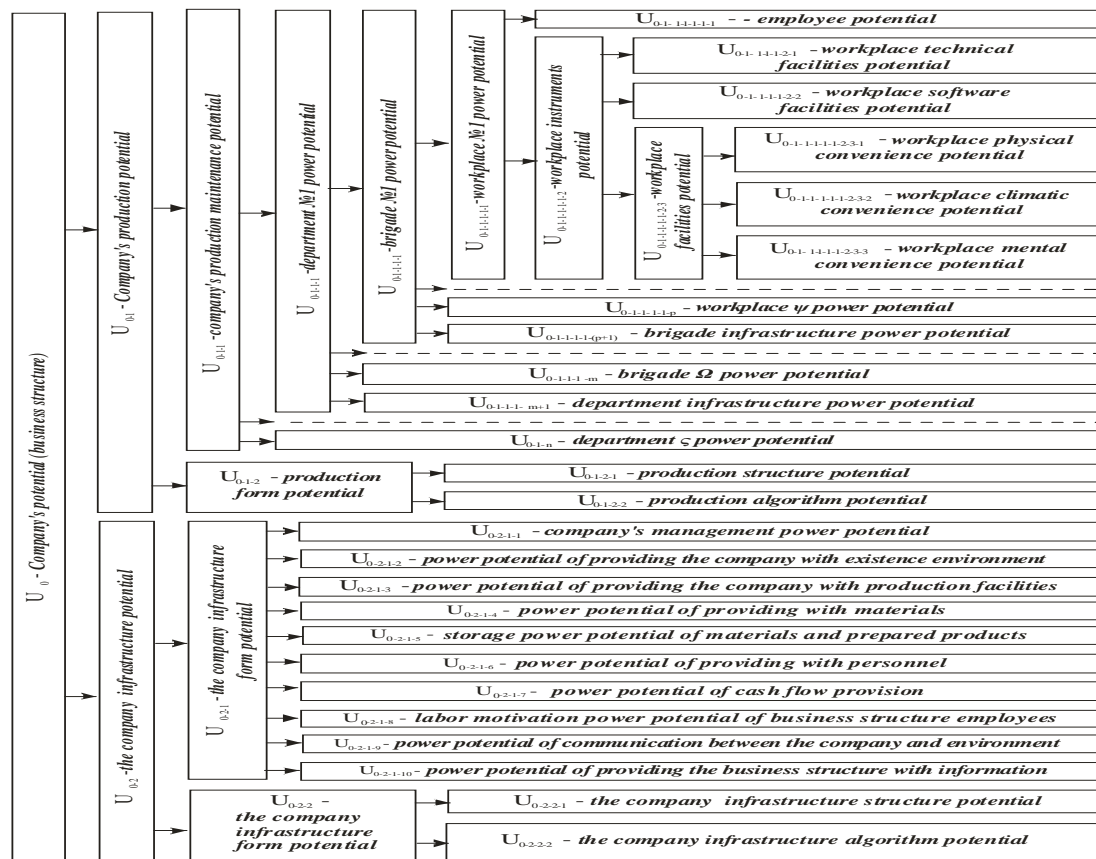 U0 - Company's potential (business structure)
U0-1 - Company's production potential
U0-1-1 -company's production maintenance potential
U0-1-1-1 -department №1 power potential
U0-1-1-1-1 -brigade №1 power potential
U0-1-1-1-1-1 -workplace №1 power potential
U0-1- 1-1-1-1-1 - - employee potential
U0-1-1-1-1-1-1-2 -workplace instruments
potential
U0-1- 1-1-1-1-2-1 - workplace technical
facilities potential
U0-1-1-1-1-1-2-2 - workplace software
facilities potential
U0-1-1-1-1-1-2-3 -workplace
facilities potential
U0-1-1-1-1-1-1-2-3-1 - workplace physical
convenience potential
U0-1-1-1-1-1-1-2-3-2 - workplace climatic
convenience potential
U0-1- 1-1-1-1-1-2-3-3 - workplace mental
convenience potential
U0-1-1-1-1-1-p - workplace ψ power potential
U0-1-1-1-1-1-(p+1) - brigade infrastructure power potential
U0-1-1-1 -m - brigade Ω power potential
U0-1-1-1- m+1 - department infrastructure power potential
U0-1-n - department ς power potential
U0-1-2 - production
form potential
U0-1-2-1 - production structure potential
U0-1-2-2 - production algorithm potential
U0-2 -the company infrastructure potential
U0-2-1 -the company infrastructure
form potential
U0-2-1-1 - company's management power potential
U0-2-1-2 - power potential of providing the company with existence environment
U0-2-1-3 - power potential of providing the company with production facilities
U0-2-1-4 - power potential of providing with materials
U0-2-1-5 - storage power potential of materials and prepared products
U0-2-1-6 - power potential of providing with personnel
U0-2-1-7 - power potential of cash flow provision
U0-2-1-8 - labor motivation power potential of business structure employees
U0-2-1-9 - power potential of communication between the company and environment
U0-2-1-10 - power potential of providing the business structure with information
U0-2-2 -
the company
infrastructure
form potential
U0-2-2-1 - the company infrastructure structure potential
U0-2-2-2 - the company infrastructure algorithm potential